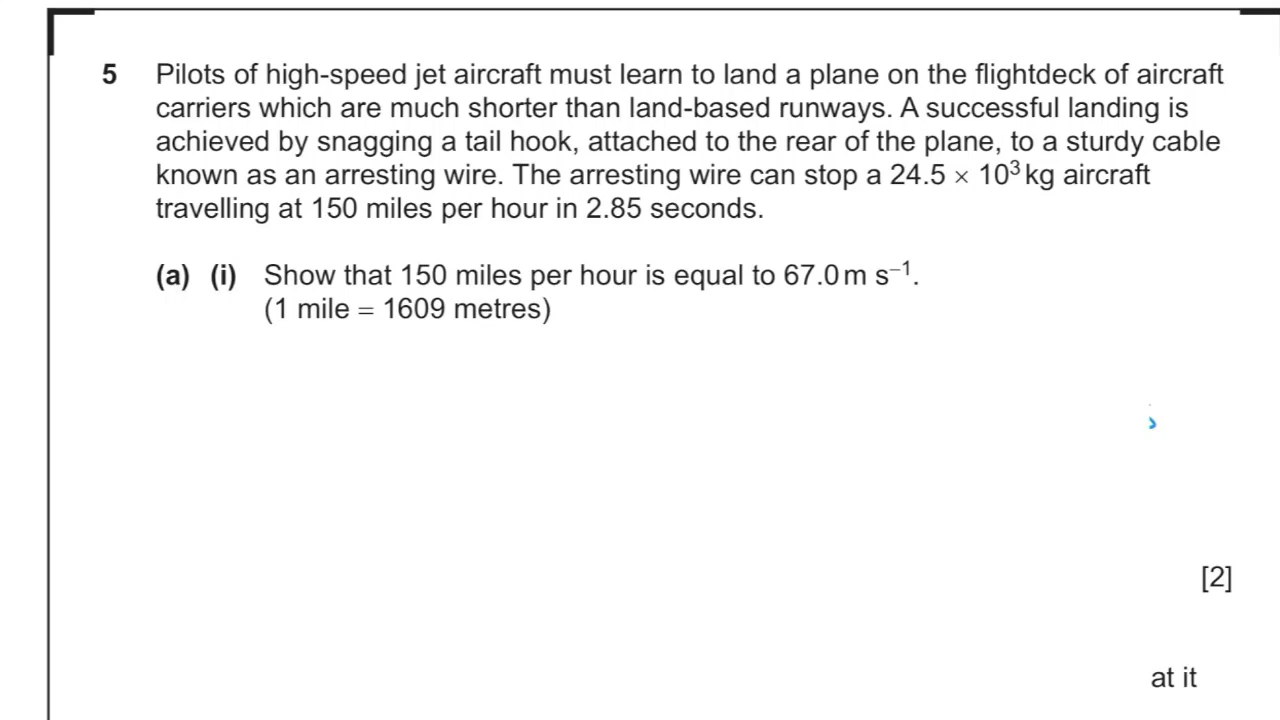 5 Pilots of high-speed jet aircraft must learn to land a plane on the flightdeck of aircraft
carriers which are much shorter than land-based runways. A successful landing is
achieved by snagging a tail hook, attached to the rear of the plane, to a sturdy cable
known as an arresting wire. The arresting wire can stop a 24.5 × 10³ kg aircraft
travelling at 150 miles per hour in 2.85 seconds.
(a) (i) Show that 150 miles per hour is equal to 67.0 m s⁻¹.
(1 mile = 1609 metres)
[2]
at it